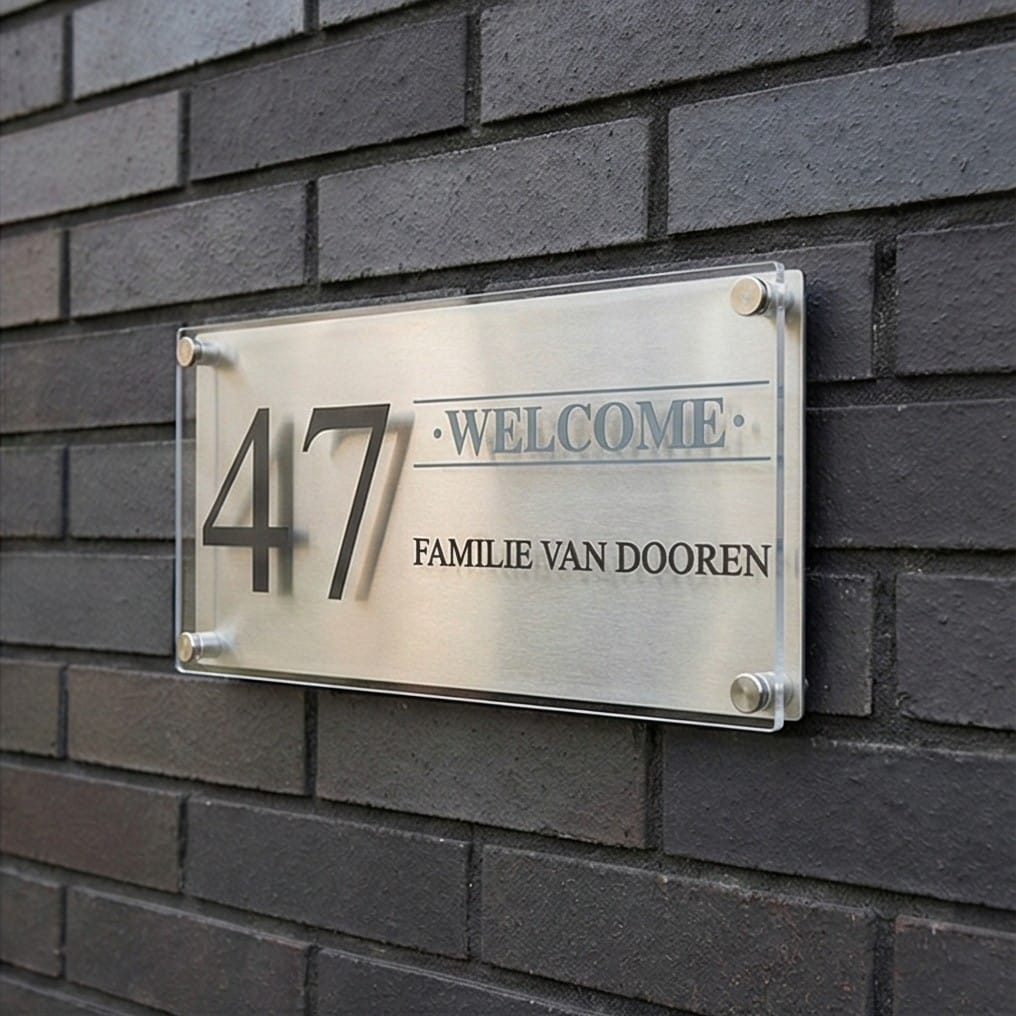 47
·WELCOME·
FAMILIE VAN DOOREN